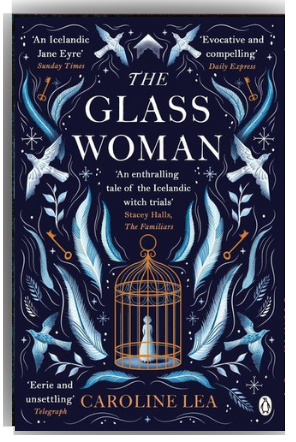 'An Icelandic
Jane Eyre'
Sunday Times
'Evocative and
compelling'
Daily Express
THE
GLASS
WOMAN
'An enthralling
tale of the Icelandic
witch trials'
Stacey Halls,
The Familiars
'Eerie and
unsettling'
Telegraph
CAROLINE LEA